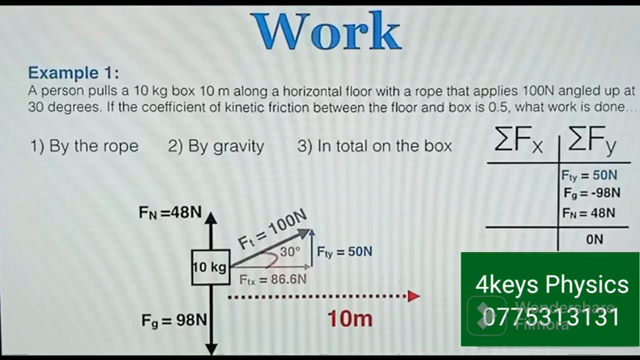 Work
Example 1:
A person pulls a 10 kg box 10 m along a horizontal floor with a rope that applies 100N angled up at
30 degrees. If the coefficient of kinetic friction between the floor and box is 0.5, what work is done...
1) By the rope 2) By gravity 3) In total on the box
ΣFx ΣFy
Fty = 50N
Fg = -98N
FN = 48N
0N
FN =48N
Ft = 100N
30°
Fty = 50N
10 kg
Ftx = 86.6N
Fg = 98N
10m
4keys Physics
0775313131
Wondershare
Filmora